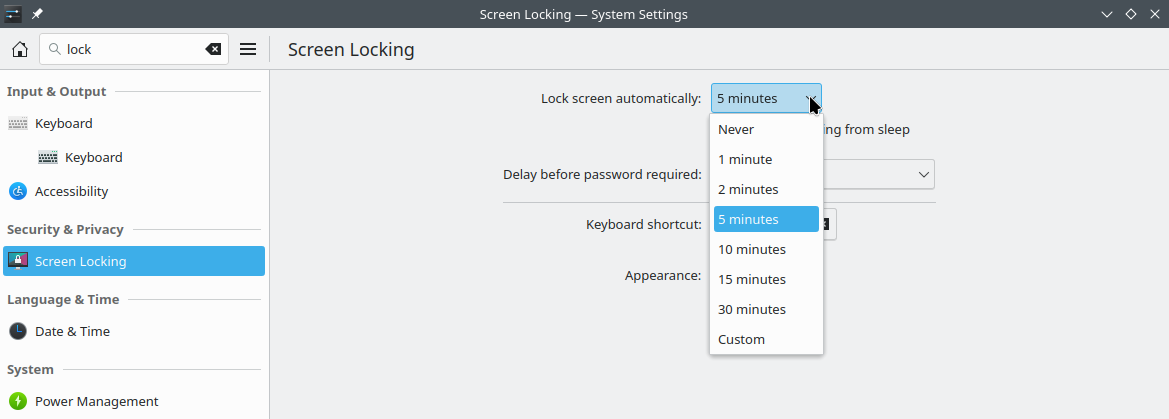 Screen Locking — System Settings
lock
Screen Locking
Input & Output
Keyboard
Keyboard
Accessibility
Security & Privacy
Screen Locking
Language & Time
Date & Time
System
Power Management
Lock screen automatically: 5 minutes
from sleep
Delay before password required:
Keyboard shortcut:
Appearance:
Never
1 minute
2 minutes
5 minutes
10 minutes
15 minutes
30 minutes
Custom